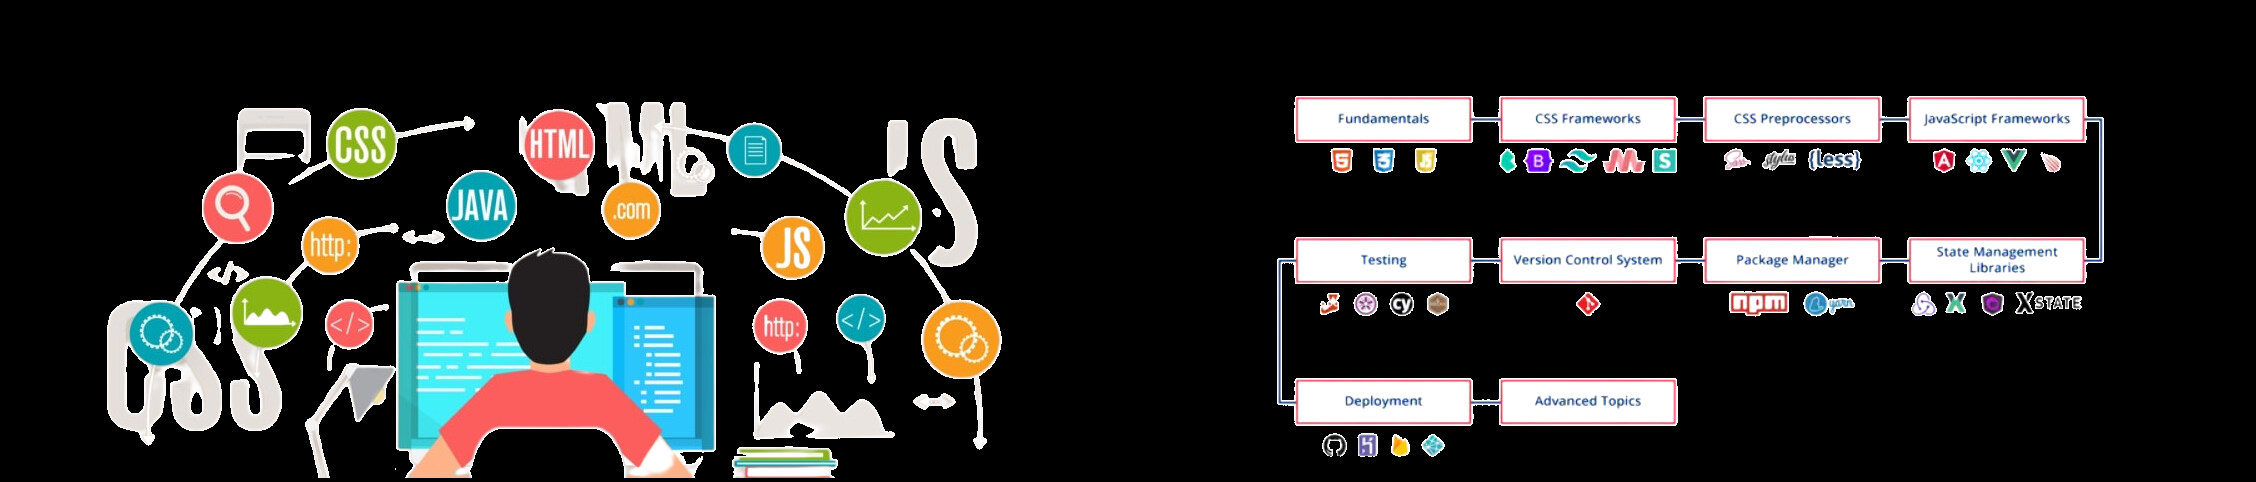 CSS
HTML
JAVA
.com
http:
JS
'S
</>
</>
http:
</>
CSS
Fundamentals
CSS Frameworks
CSS Preprocessors
JavaScript Frameworks
B
S
Sass
stylus
{less}
Testing
Version Control System
Package Manager
State Management
Libraries
cy
npm
yarn
XSTATE
Deployment
Advanced Topics